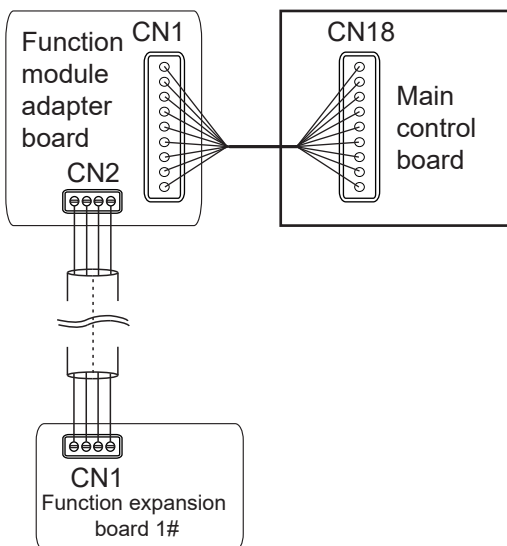 Function
module
adapter
board
CN1
CN2
CN18
Main
control
board
CN1
Function expansion
board 1#